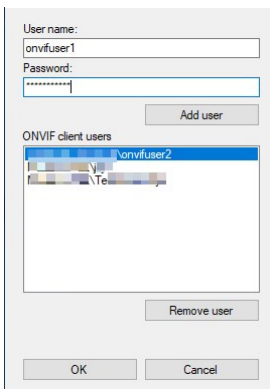 User name:
onvifuser1
Password:
***********
Add user
ONVIF client users
\onvifuser2
Remove user
OK
Cancel